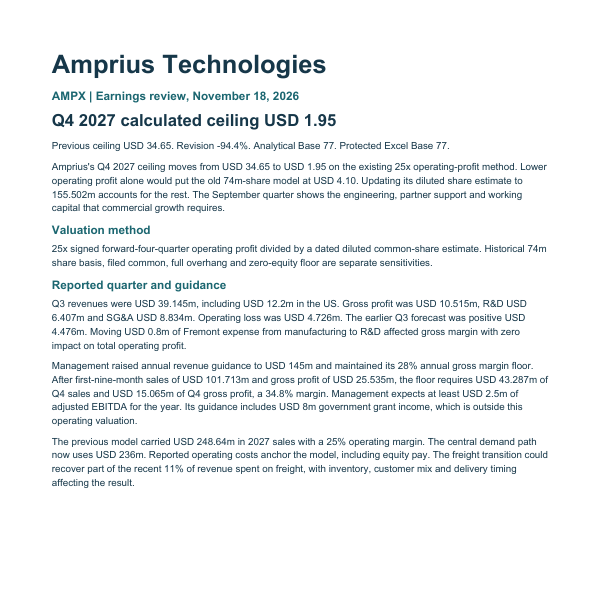 Amprius Technologies
AMPX | Earnings review, November 18, 2026
Q4 2027 calculated ceiling USD 1.95
Previous ceiling USD 34.65. Revision -94.4%. Analytical Base 77. Protected Excel Base 77.
Amprius's Q4 2027 ceiling moves from USD 34.65 to USD 1.95 on the existing 25x operating-profit method. Lower
operating profit alone would put the old 74m-share model at USD 4.10. Updating its diluted share estimate to
155.502m accounts for the rest. The September quarter shows the engineering, partner support and working
capital that commercial growth requires.
Valuation method
25x signed forward-four-quarter operating profit divided by a dated diluted common-share estimate. Historical 74m
share basis, filed common, full overhang and zero-equity floor are separate sensitivities.
Reported quarter and guidance
Q3 revenues were USD 39.145m, including USD 12.2m in the US. Gross profit was USD 10.515m, R&D USD
6.407m and SG&A USD 8.834m. Operating loss was USD 4.726m. The earlier Q3 forecast was positive USD
4.476m. Moving USD 0.8m of Fremont expense from manufacturing to R&D affected gross margin with zero
impact on total operating profit.
Management raised annual revenue guidance to USD 145m and maintained its 28% annual gross margin floor.
After first-nine-month sales of USD 101.713m and gross profit of USD 25.535m, the floor requires USD 43.287m of
Q4 sales and USD 15.065m of Q4 gross profit, a 34.8% margin. Management expects at least USD 2.5m of
adjusted EBITDA for the year. Its guidance includes USD 8m government grant income, which is outside this
operating valuation.
The previous model carried USD 248.64m in 2027 sales with a 25% operating margin. The central demand path
now uses USD 236m. Reported operating costs anchor the model, including equity pay. The freight transition could
recover part of the recent 11% of revenue spent on freight, with inventory, customer mix and delivery timing
affecting the result.